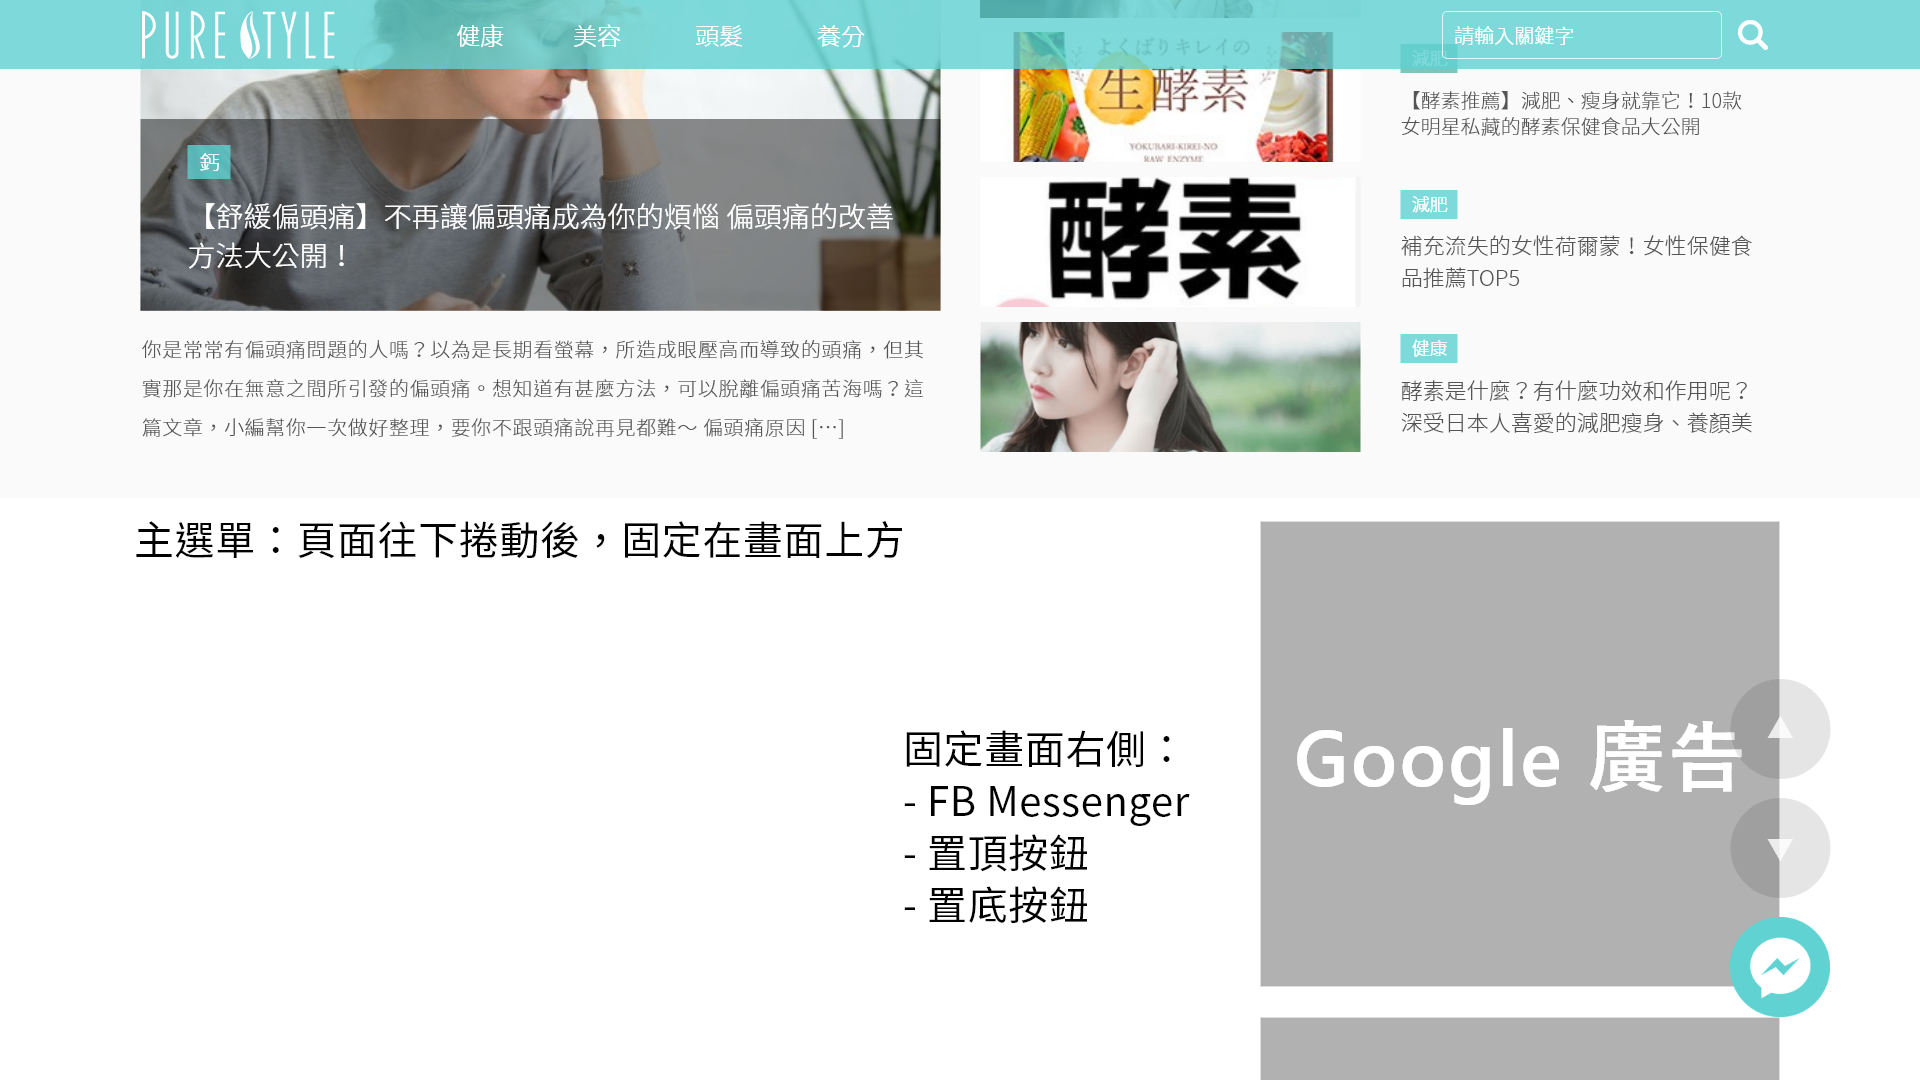 PURE STYLE
健康
美容
頭髮
養分
請輸入關鍵字
鈣
【舒緩偏頭痛】不再讓偏頭痛成為你的煩惱 偏頭痛的改善
方法大公開！
你是常常有偏頭痛問題的人嗎？以為是長期看螢幕，所造成眼壓高而導致的頭痛，但其
實那是你在無意之間所引發的偏頭痛。想知道有甚麼方法，可以脫離偏頭痛苦海嗎？這
篇文章，小編幫你一次做好整理，要你不跟頭痛說再見都難～ 偏頭痛原因 [⋯]
よくばりキレイの
生酵素
YOKUBARI-KIREI-NO
RAW ENZYME
減肥
【酵素推薦】減肥、瘦身就靠它！10款
女明星私藏的酵素保健食品大公開
酵素
減肥
補充流失的女性荷爾蒙！女性保健食
品推薦TOP5
健康
酵素是什麼？有什麼功效和作用呢？
深受日本人喜愛的減肥瘦身、養顏美
主選單：頁面往下捲動後，固定在畫面上方
固定畫面右側：
- FB Messenger
- 置頂按鈕
- 置底按鈕
Google 廣告